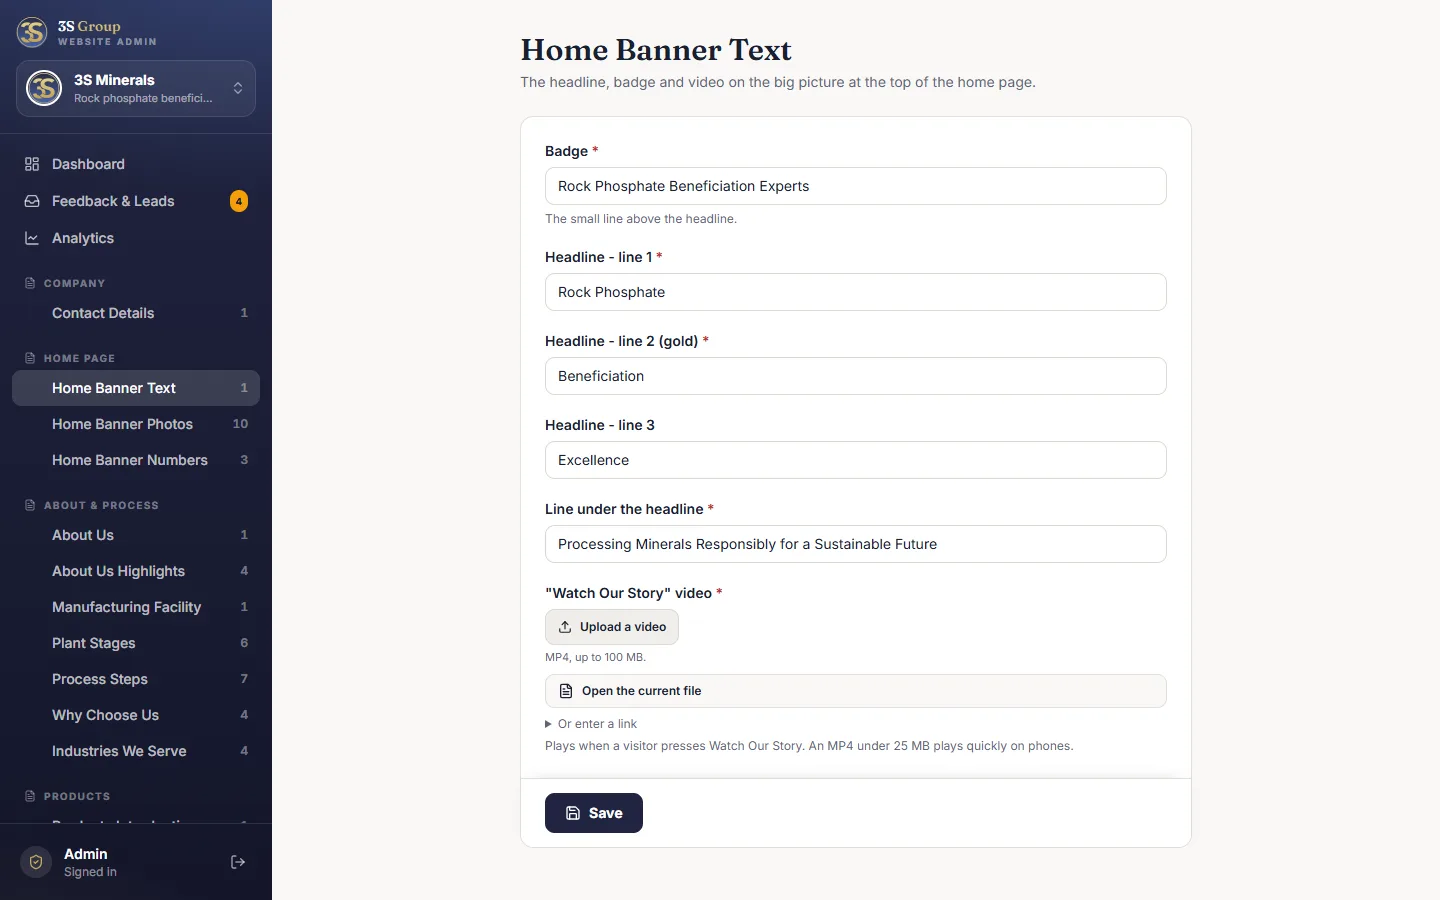 3S Group
WEBSITE ADMIN
3S Minerals
Rock phosphate benefici...
Dashboard
Feedback & Leads 4
Analytics
COMPANY
Contact Details 1
HOME PAGE
Home Banner Text 1
Home Banner Photos 10
Home Banner Numbers 3
ABOUT & PROCESS
About Us 1
About Us Highlights 4
Manufacturing Facility 1
Plant Stages 6
Process Steps 7
Why Choose Us 4
Industries We Serve 4
PRODUCTS
Admin
Signed in
Home Banner Text
The headline, badge and video on the big picture at the top of the home page.
Badge *
Rock Phosphate Beneficiation Experts
The small line above the headline.
Headline - line 1 *
Rock Phosphate
Headline - line 2 (gold) *
Beneficiation
Headline - line 3
Excellence
Line under the headline *
Processing Minerals Responsibly for a Sustainable Future
"Watch Our Story" video *
Upload a video
MP4, up to 100 MB.
Open the current file
Or enter a link
Plays when a visitor presses Watch Our Story. An MP4 under 25 MB plays quickly on phones.
Save